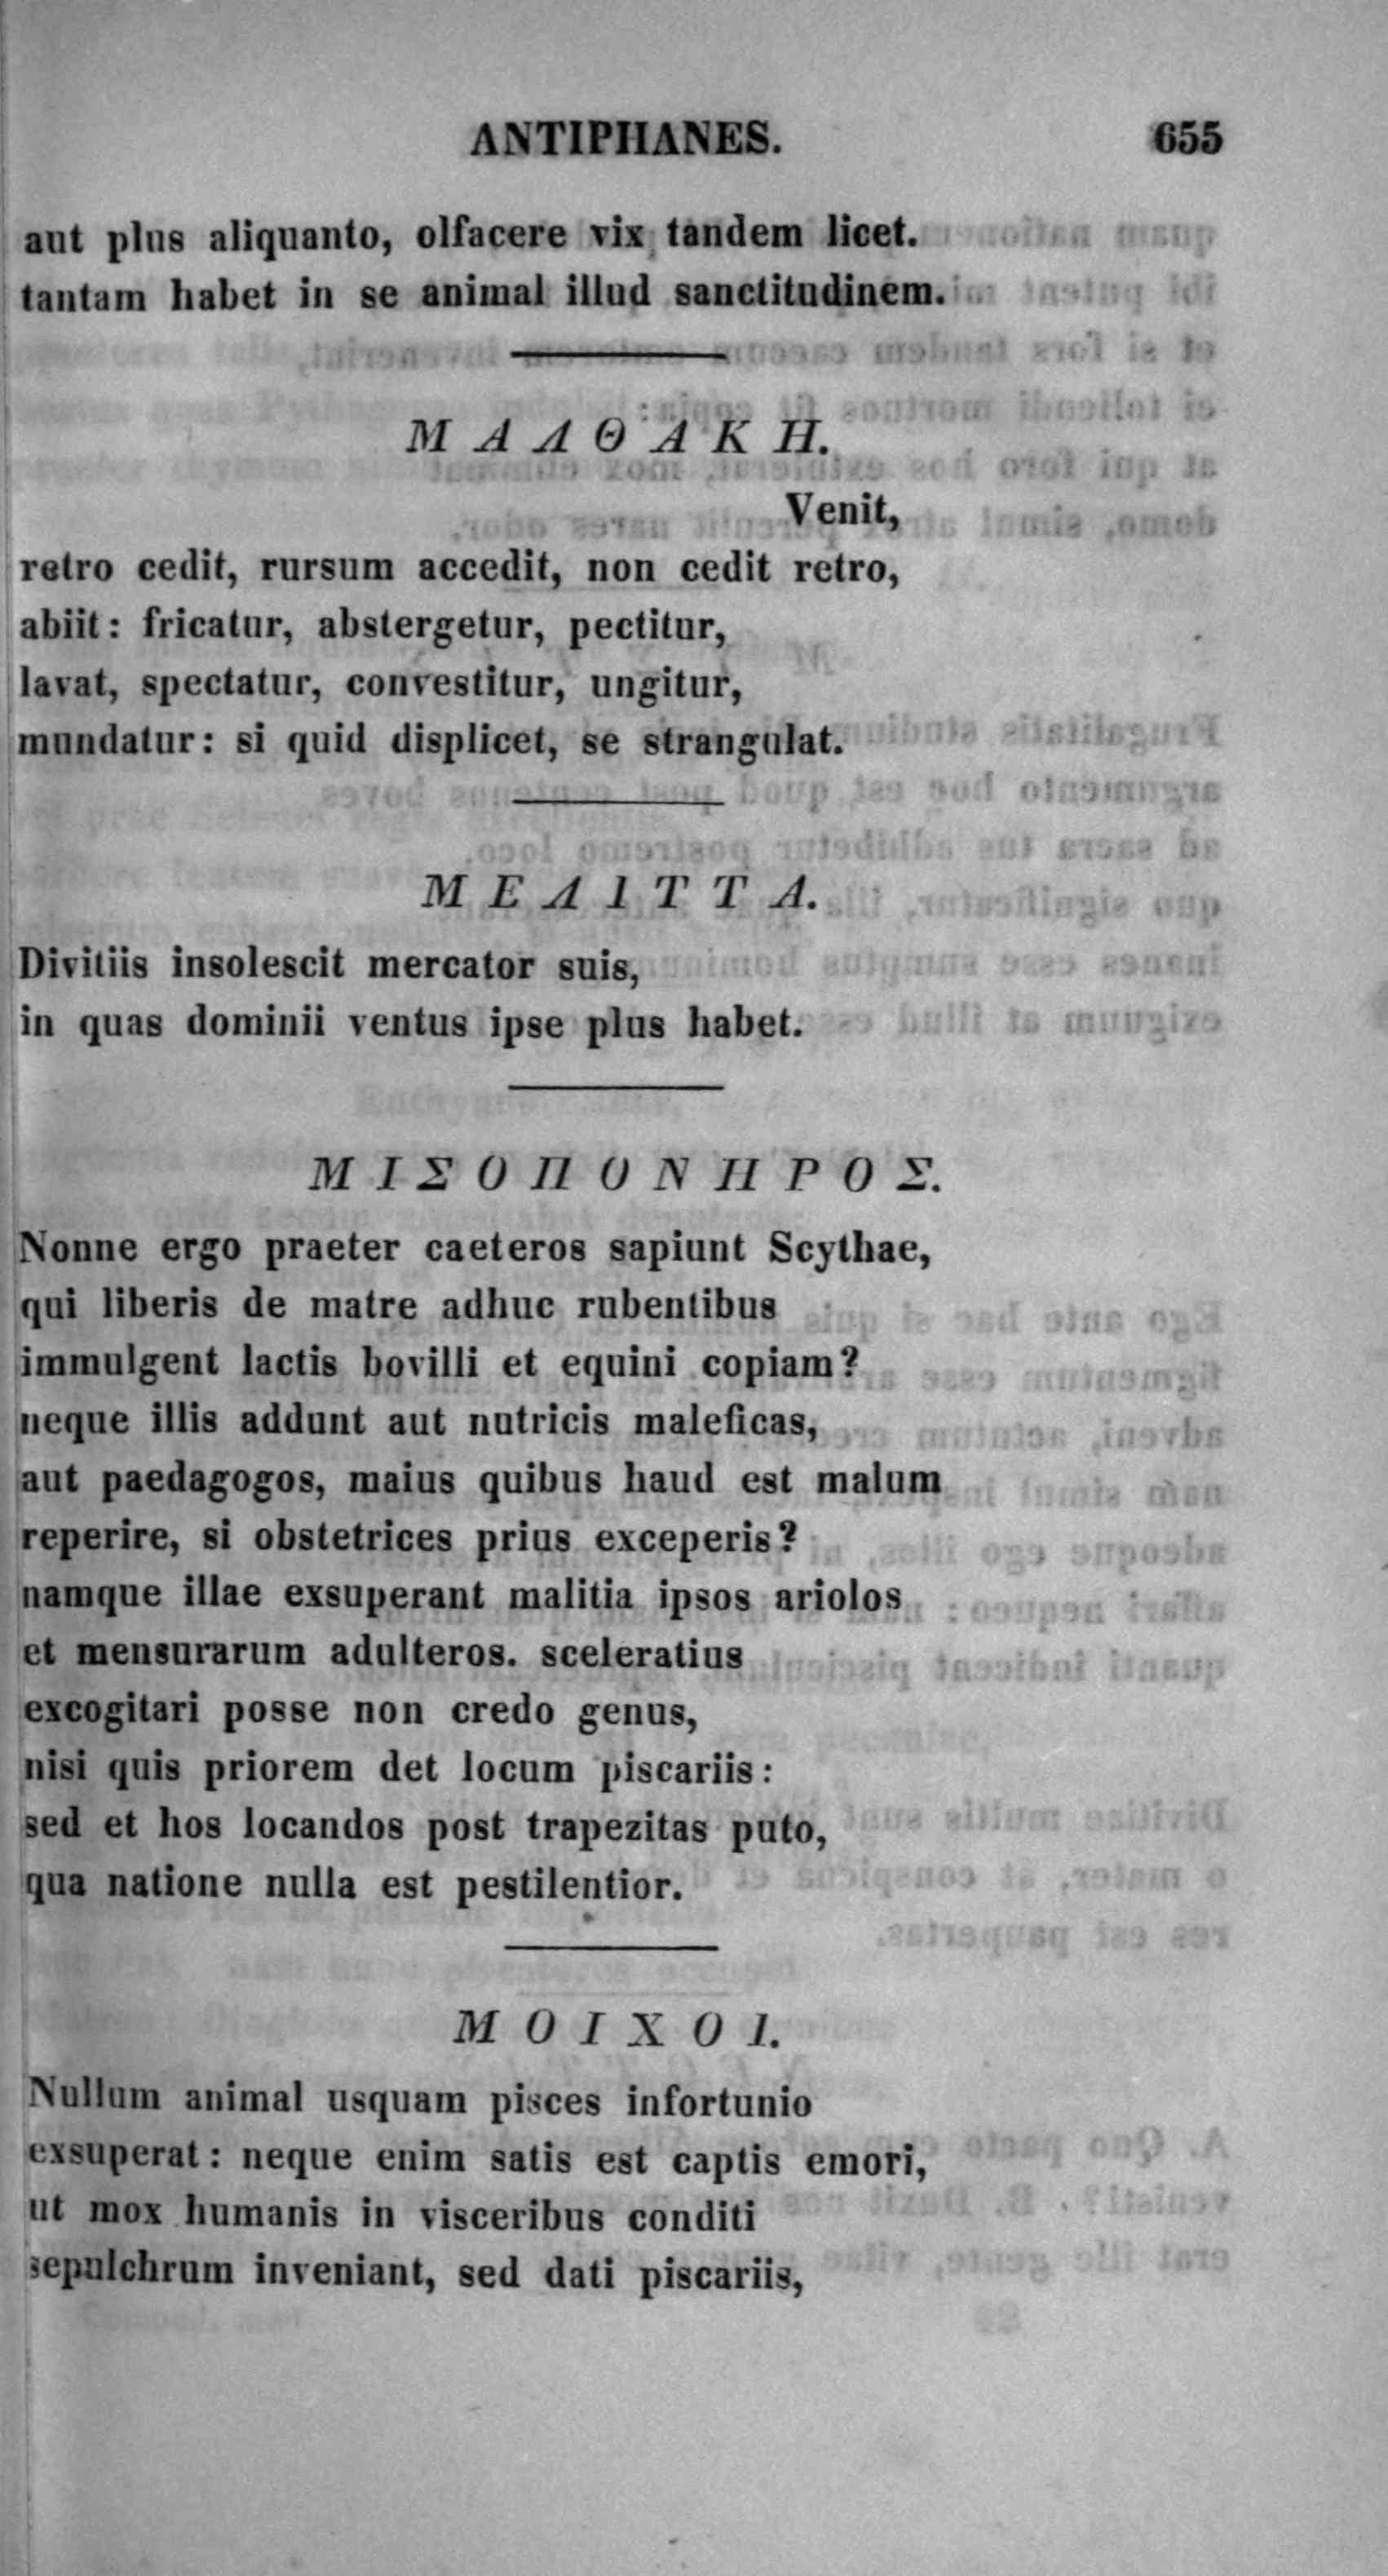 ANTIPHANES. 655
aut plus aliquanto, olfacere vix tandem licet.
tantam habet in se animal illud sanctitudinem.
ΜΑΛΘΑΚΗ.
Venit,
retro cedit, rursum accedit, non cedit retro,
abiit: fricatur, abstergetur, pectitur,
lavat, spectatur, convestitur, ungitur,
mundatur: si quid displicet, se strangulat.
ΜΕΛΙΤΤΑ.
Divitiis insolescit mercator suis,
in quas dominii ventus ipse plus habet.
ΜΙΣΟΠΟΝΗΡΟΣ.
Nonne ergo praeter caeteros sapiunt Scythae,
qui liberis de matre adhuc rubentibus
immulgent lactis bovilli et equini copiam?
neque illis addunt aut nutricis maleficas,
aut paedagogos, maius quibus haud est malum
reperire, si obstetrices prius exceperis?
namque illae exsuperant malitia ipsos ariolos
et mensurarum adulteros. sceleratius
excogitari posse non credo genus,
nisi quis priorem det locum piscariis:
sed et hos locandos post trapezitas puto,
qua natione nulla est pestilentior.
ΜΟΙΧΟΙ.
Nullum animal usquam pisces infortunio
exsuperat: neque enim satis est captis emori,
ut mox humanis in visceribus conditi
sepulchrum inveniant, sed dati piscariis,